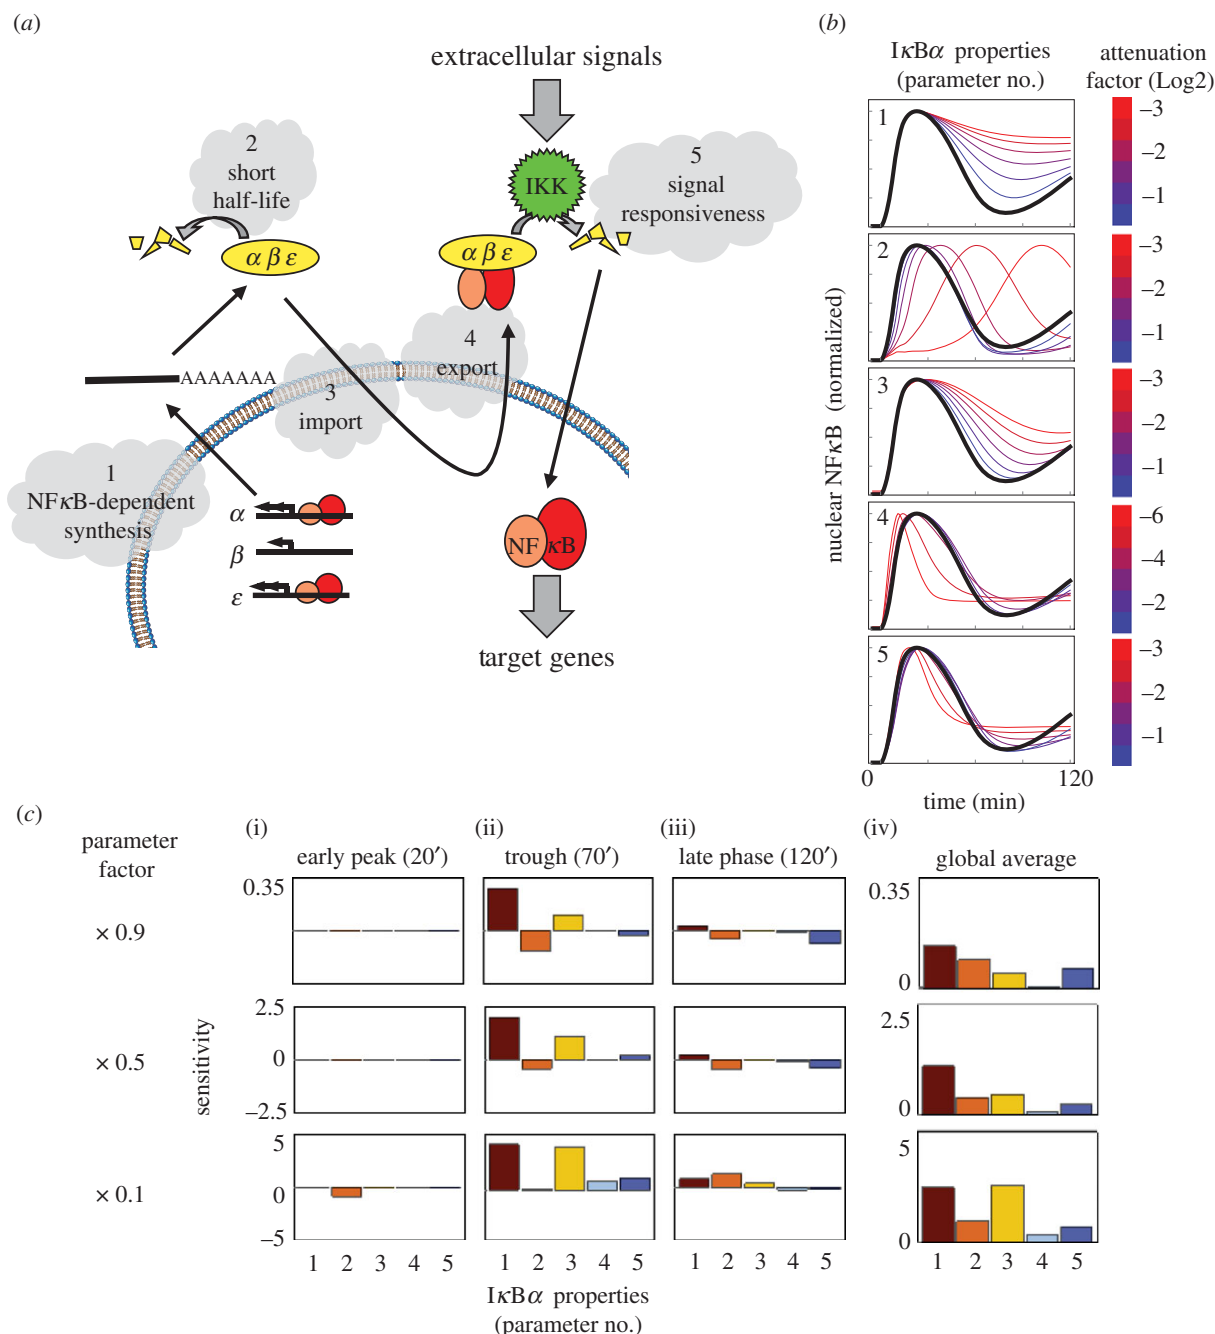 (a)
extracellular signals
2
short
half-life
IKK
5
signal
responsiveness
α β ε
α β ε
4
export
AAAAAAA
3
import
1
NFκB-dependent
synthesis
α
β
ε
NF κB
target genes
(b)
IκBα properties
(parameter no.)
attenuation
factor (Log2)
nuclear NFκB (normalized)
1
–3
–2
–1
2
–3
–2
–1
3
–3
–2
–1
4
–6
–4
–2
5
–3
–2
–1
0
120
time (min)
(c)
parameter
factor
(i)
early peak (20′)
(ii)
trough (70′)
(iii)
late phase (120′)
(iv)
global average
sensitivity
× 0.9
0.35
0.35
0
× 0.5
2.5
0
–2.5
2.5
0
× 0.1
5
0
–5
5
0
1 2 3 4 5
1 2 3 4 5
1 2 3 4 5
1 2 3 4 5
IκBα properties
(parameter no.)